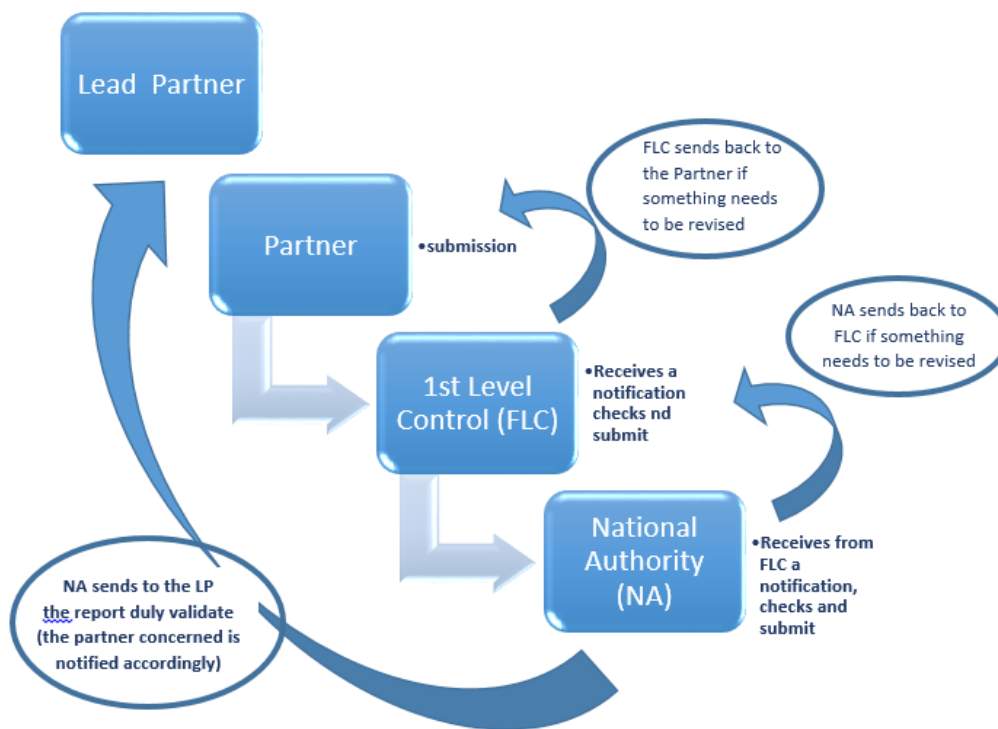 Lead Partner
FLC sends back to
the Partner if
something needs
to be revised
Partner
•submission
NA sends back to
FLC if something
needs to be revised
1st Level
Control (FLC)
•Receives a
notification
checks nd
submit
National
Authority
(NA)
•Receives from
FLC a
notification,
checks and
submit
NA sends to the LP
the report duly validate
(the partner concerned is
notified accordingly)